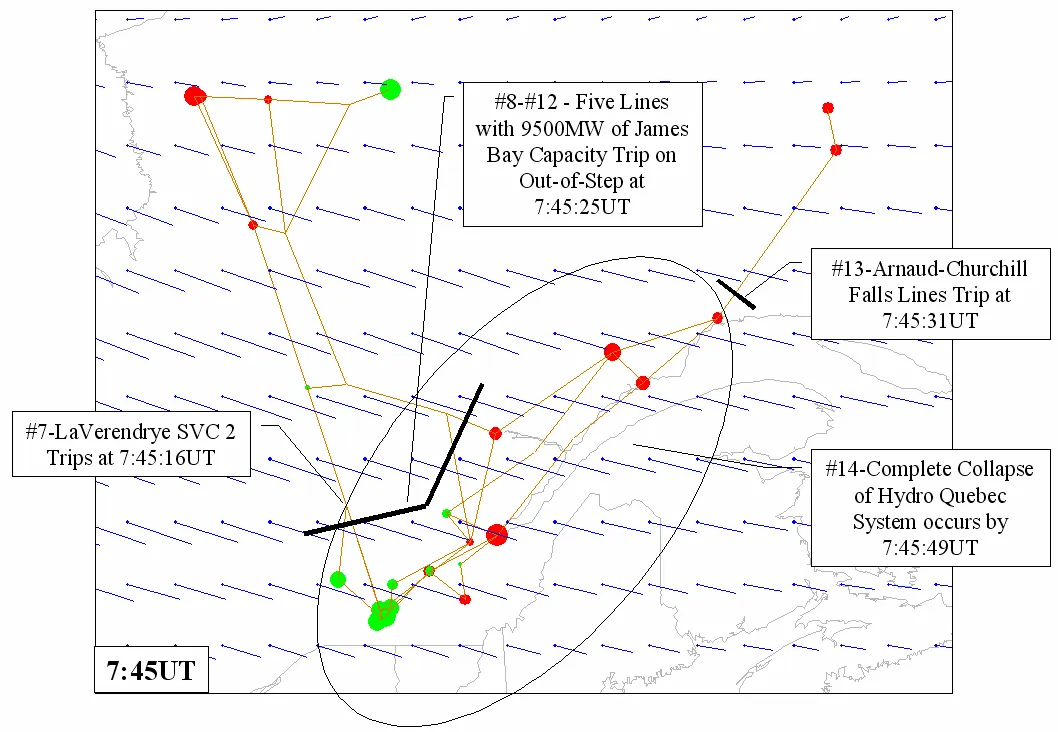 #8-#12 - Five Lines
with 9500MW of James
Bay Capacity Trip on
Out-of-Step at
7:45:25UT
#13-Arnaud-Churchill
Falls Lines Trip at
7:45:31UT
#7-LaVerendrye SVC 2
Trips at 7:45:16UT
#14-Complete Collapse
of Hydro Quebec
System occurs by
7:45:49UT
7:45UT